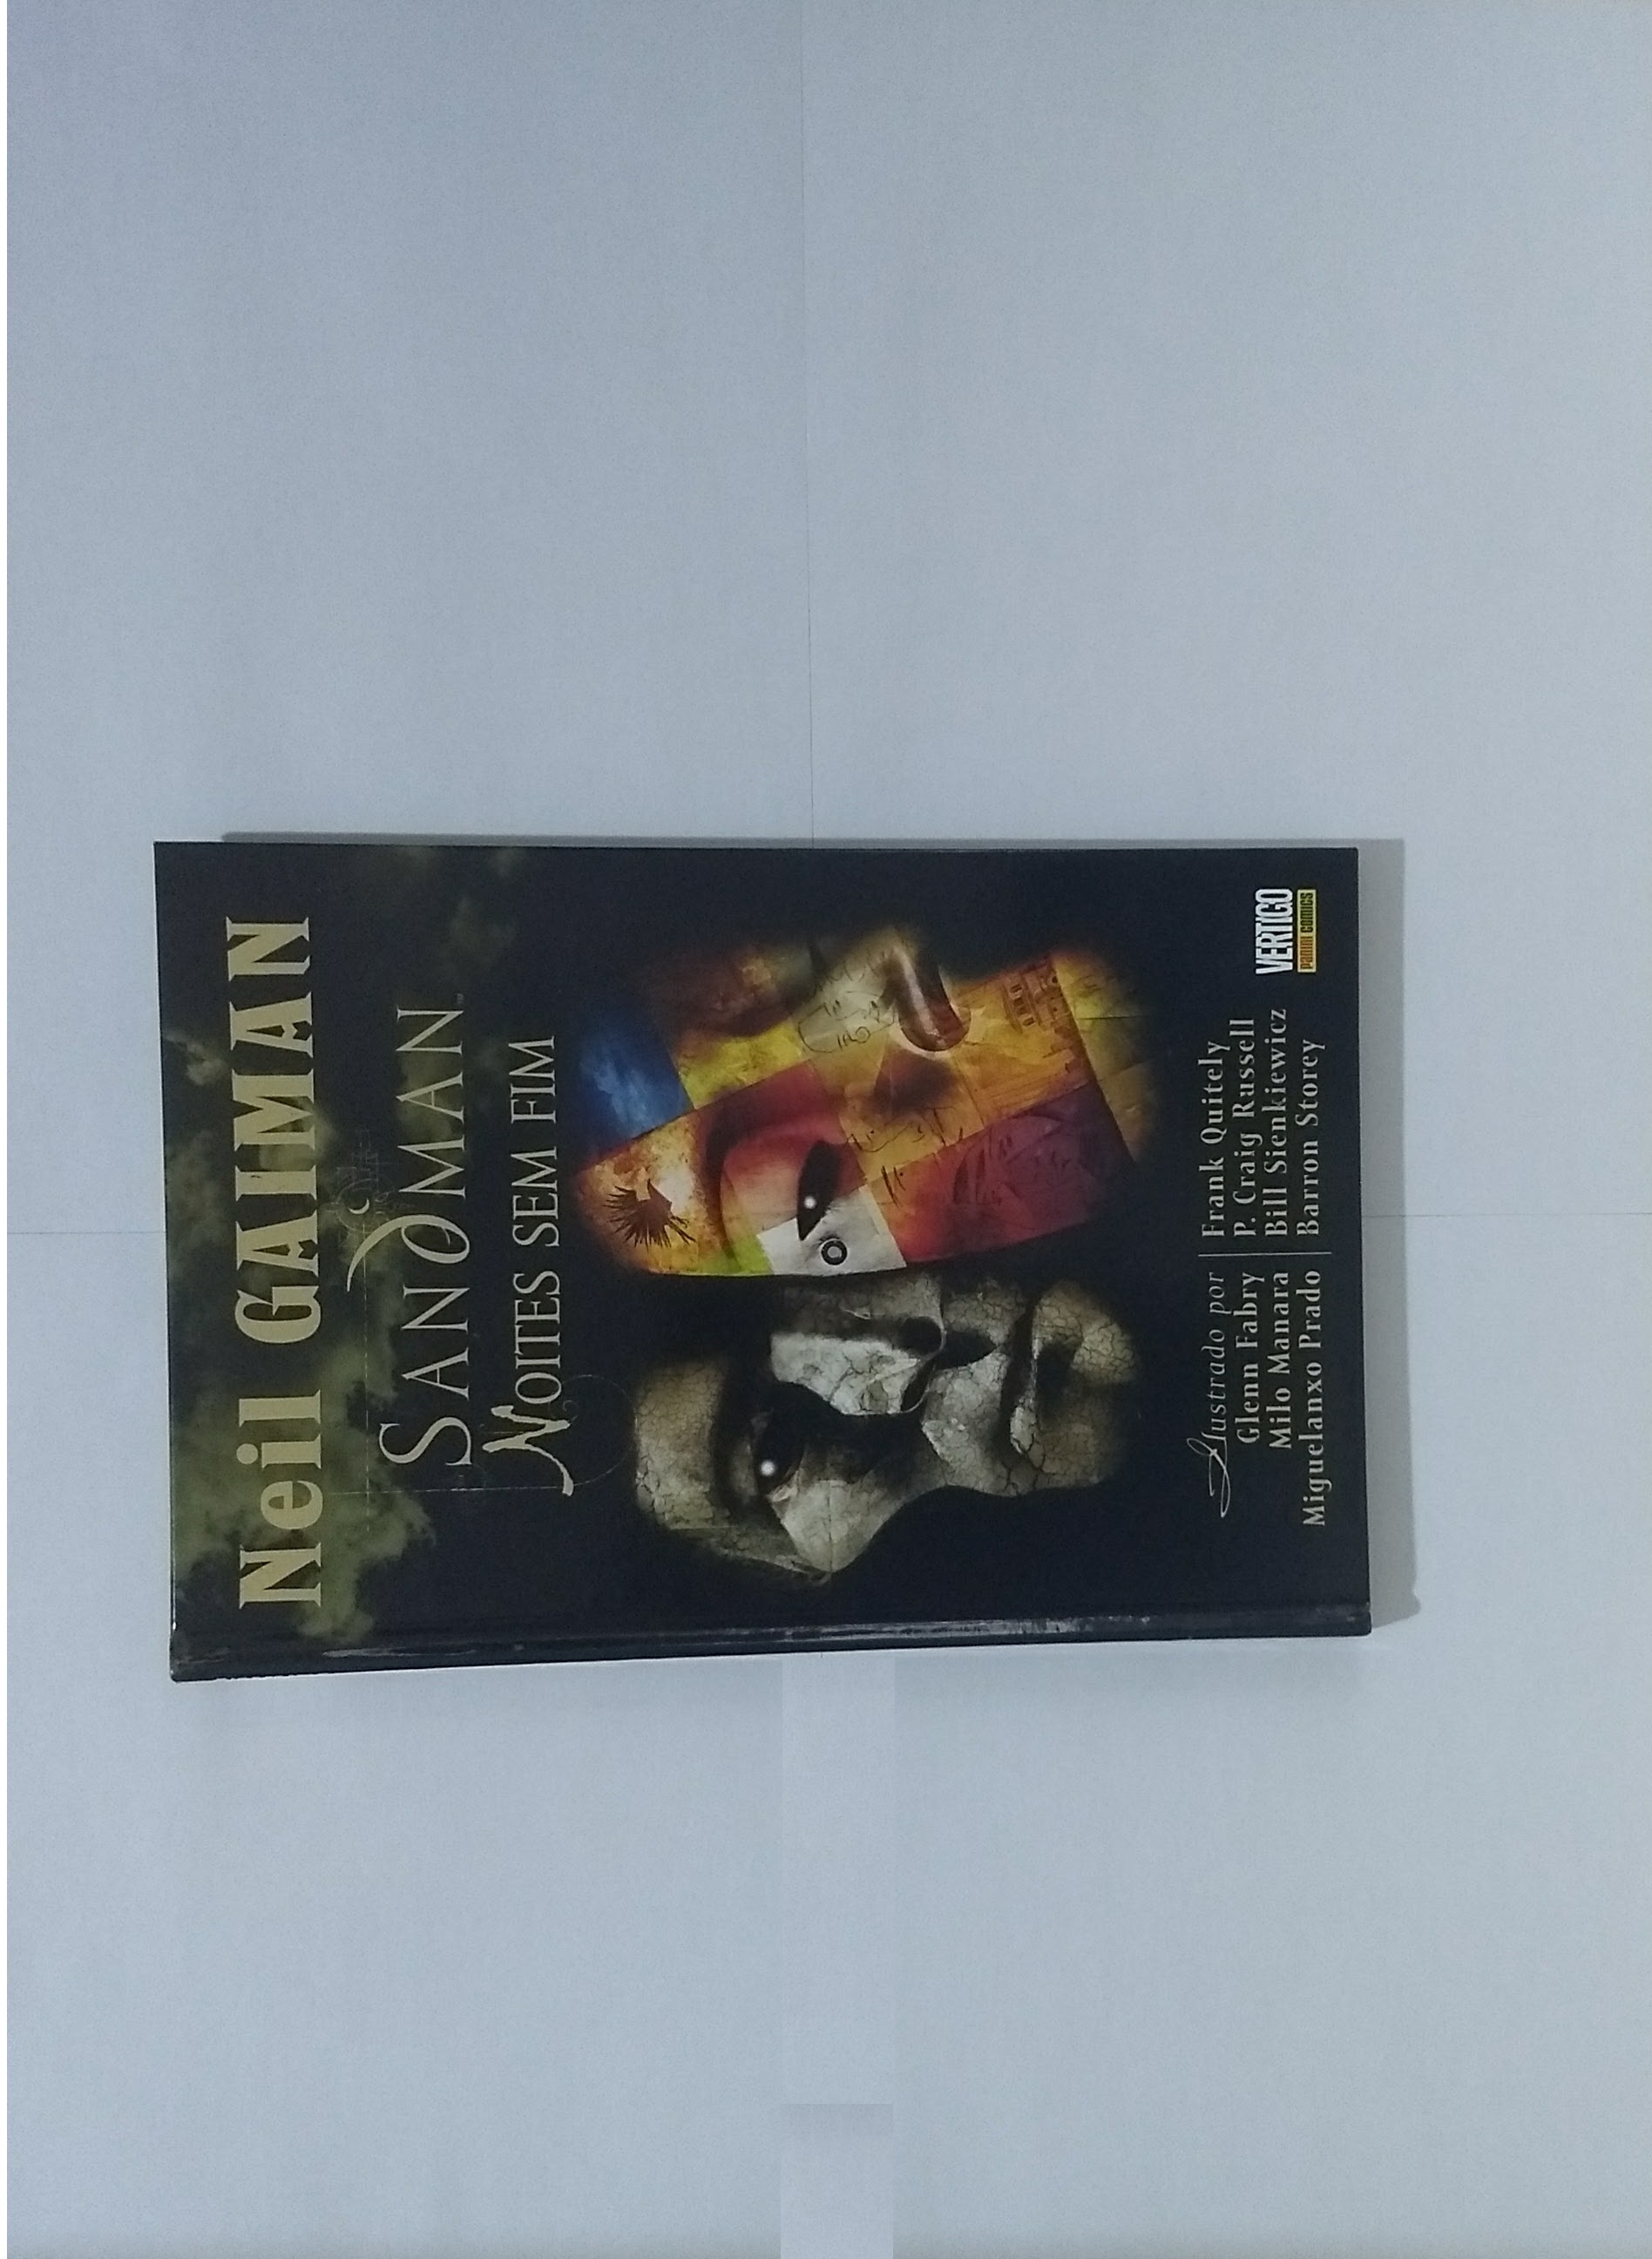 Neil GAIMAN
SANDMAN
NOITES SEM FIM
Ilustrado por
Glenn Fabry
Milo Manara
Miguelanxo Prado
Frank Quitely
P. Craig Russell
Bill Sienkiewicz
Barron Storey
VERTIGO
PANINI COMICS